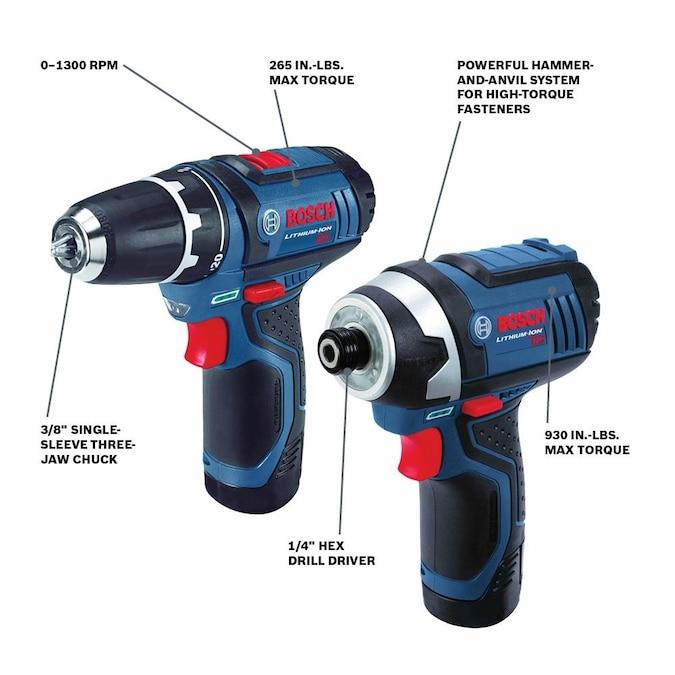 0–1300 RPM
265 IN.-LBS.
MAX TORQUE
POWERFUL HAMMER-
AND-ANVIL SYSTEM
FOR HIGH-TORQUE
FASTENERS
BOSCH
LITHIUM-ION
20
BOSCH
LITHIUM-ION
3/8" SINGLE-
SLEEVE THREE-
JAW CHUCK
930 IN.-LBS.
MAX TORQUE
1/4" HEX
DRILL DRIVER